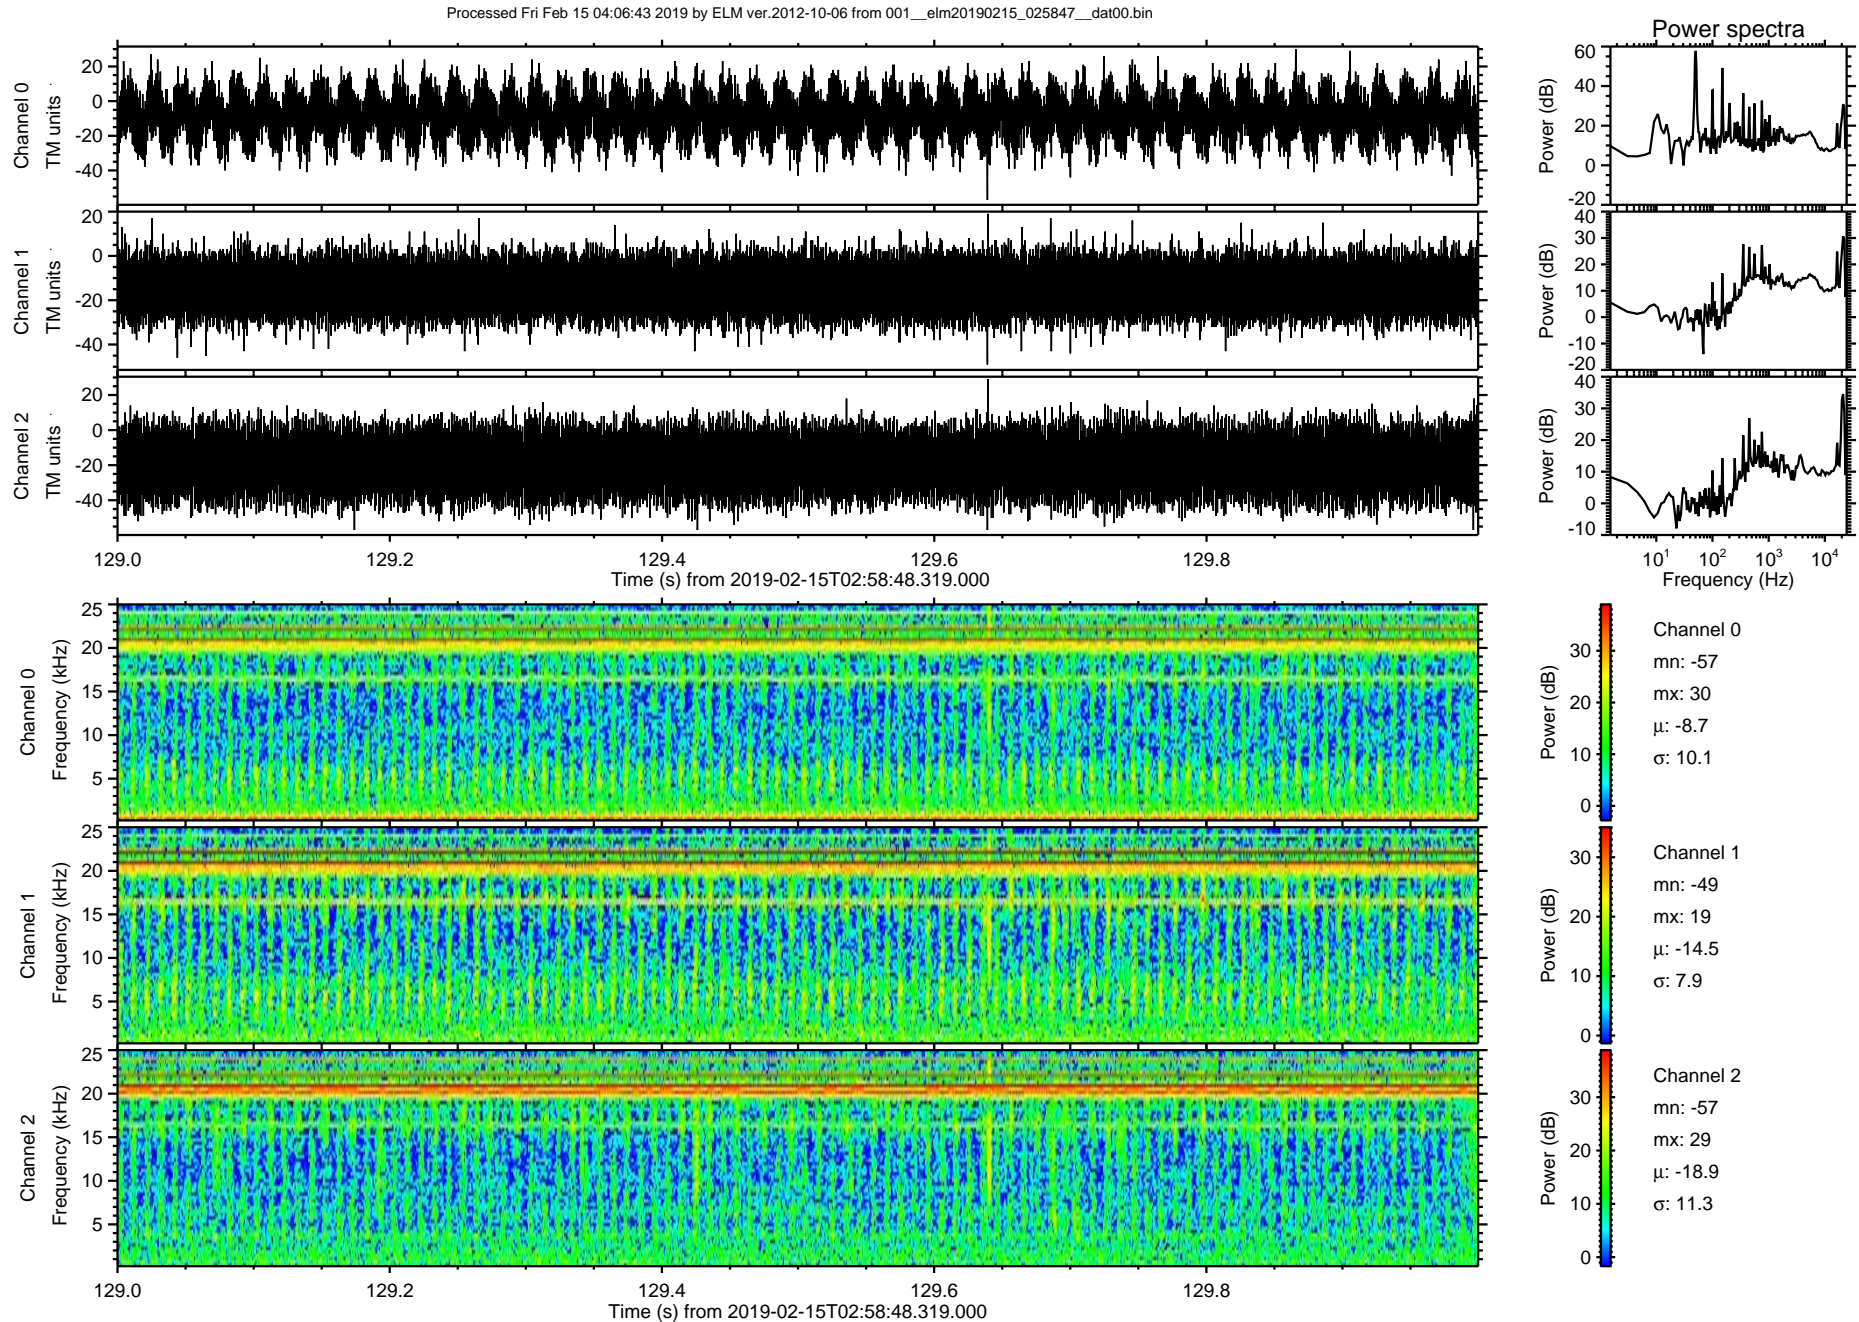 Processed Fri Feb 15 04:06:43 2019 by ELM ver.2012-10-06 from 001__elm20190215_025847__dat00.bin
Power spectra
Channel 0
TM units
20
0
-20
-40
Power (dB)
60
40
20
0
-20
Channel 1
TM units
20
0
-20
-40
Power (dB)
40
30
20
10
0
-10
-20
Channel 2
TM units
20
0
-20
-40
Power (dB)
40
30
20
10
0
-10
129.0 129.2 129.4 129.6 129.8
Time (s) from 2019-02-15T02:58:48.319.000
10¹ 10² 10³ 10⁴
Frequency (Hz)
Channel 0
Frequency (kHz)
25
20
15
10
5
Power (dB)
30
20
10
0
Channel 0
mn: -57
mx: 30
μ: -8.7
σ: 10.1
Channel 1
Frequency (kHz)
25
20
15
10
5
Power (dB)
30
20
10
0
Channel 1
mn: -49
mx: 19
μ: -14.5
σ: 7.9
Channel 2
Frequency (kHz)
25
20
15
10
5
Power (dB)
30
20
10
0
Channel 2
mn: -57
mx: 29
μ: -18.9
σ: 11.3
129.0 129.2 129.4 129.6 129.8
Time (s) from 2019-02-15T02:58:48.319.000